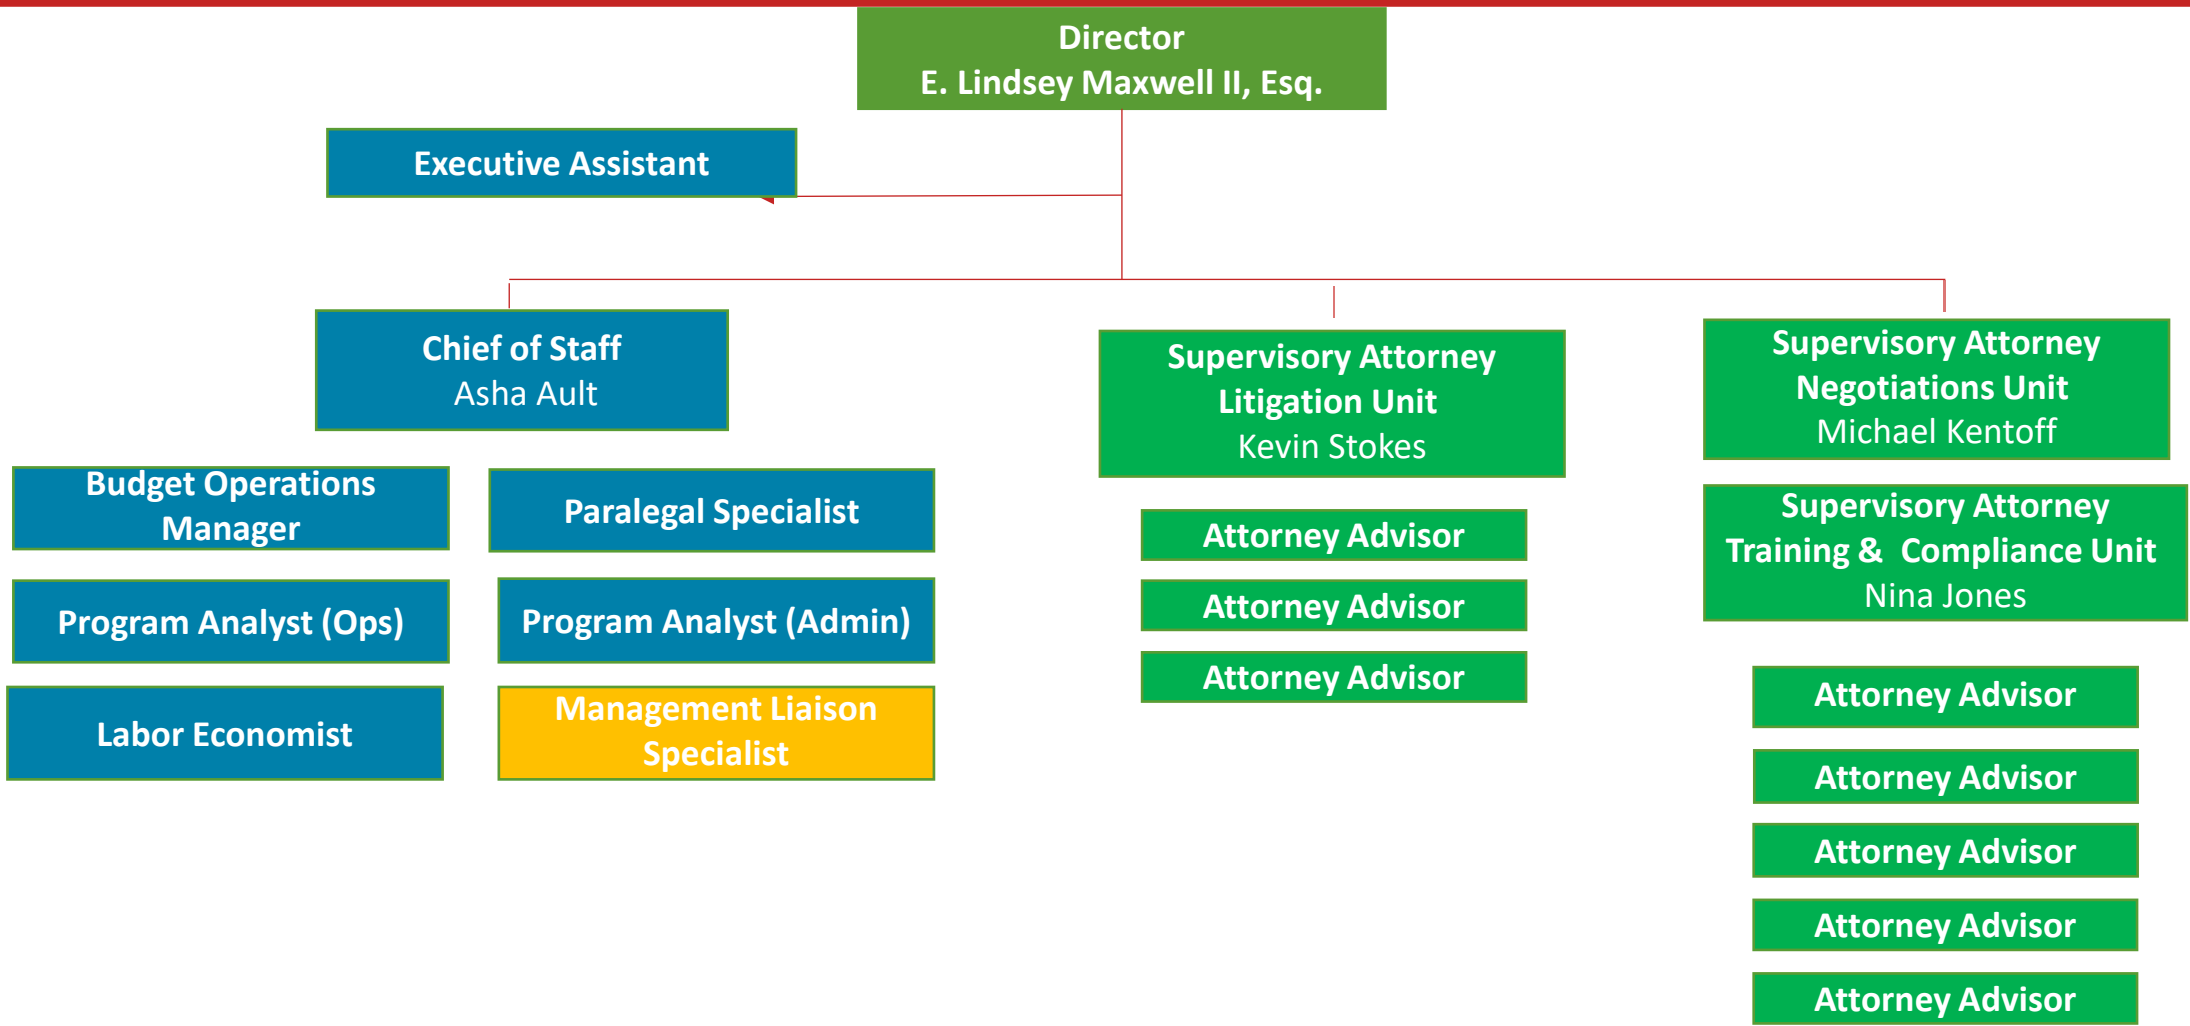 Director
E. Lindsey Maxwell II, Esq.
Executive Assistant
Chief of Staff
Asha Ault
Budget Operations
Manager
Paralegal Specialist
Program Analyst (Ops)
Program Analyst (Admin)
Labor Economist
Management Liaison
Specialist
Supervisory Attorney
Litigation Unit
Kevin Stokes
Attorney Advisor
Attorney Advisor
Attorney Advisor
Supervisory Attorney
Negotiations Unit
Michael Kentoff
Supervisory Attorney
Training &  Compliance Unit
Nina Jones
Attorney Advisor
Attorney Advisor
Attorney Advisor
Attorney Advisor
Attorney Advisor